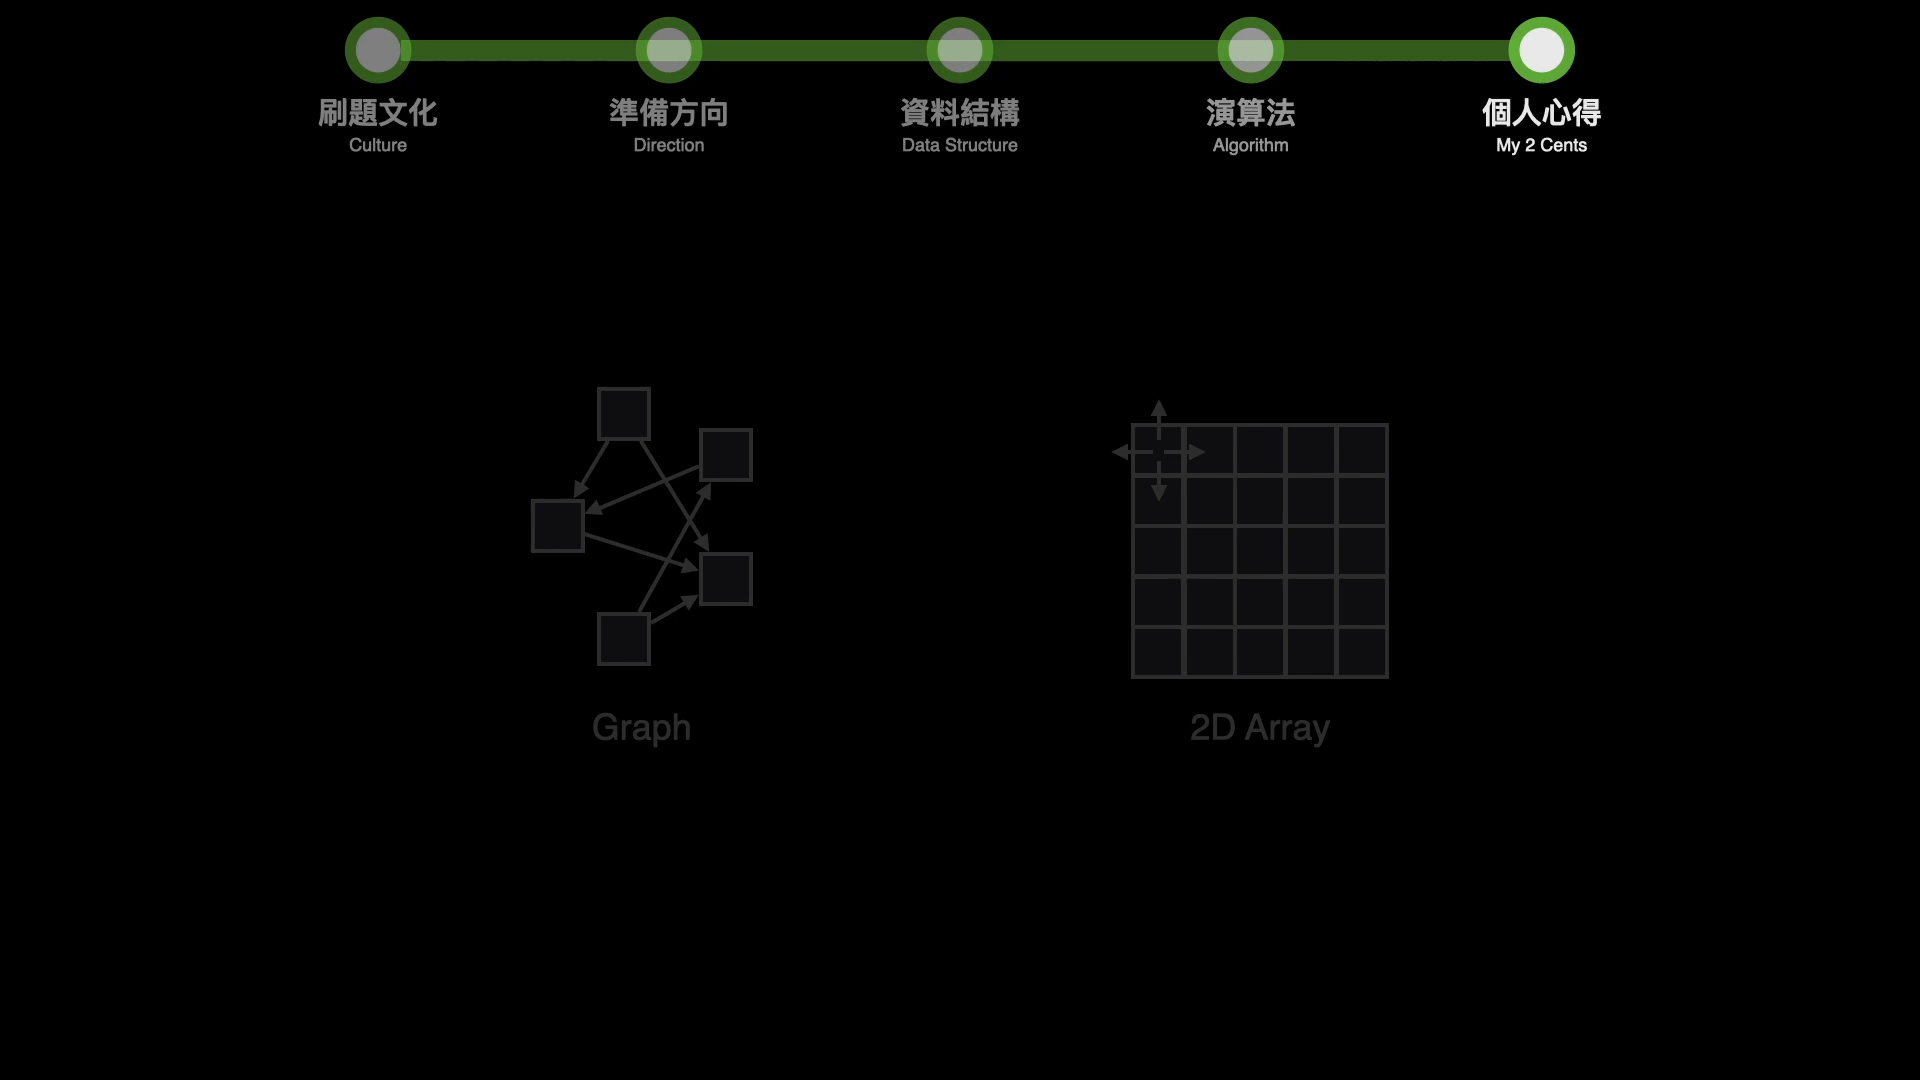 刷題文化
Culture
準備方向
Direction
資料結構
Data Structure
演算法
Algorithm
個人心得
My 2 Cents
Graph
2D Array